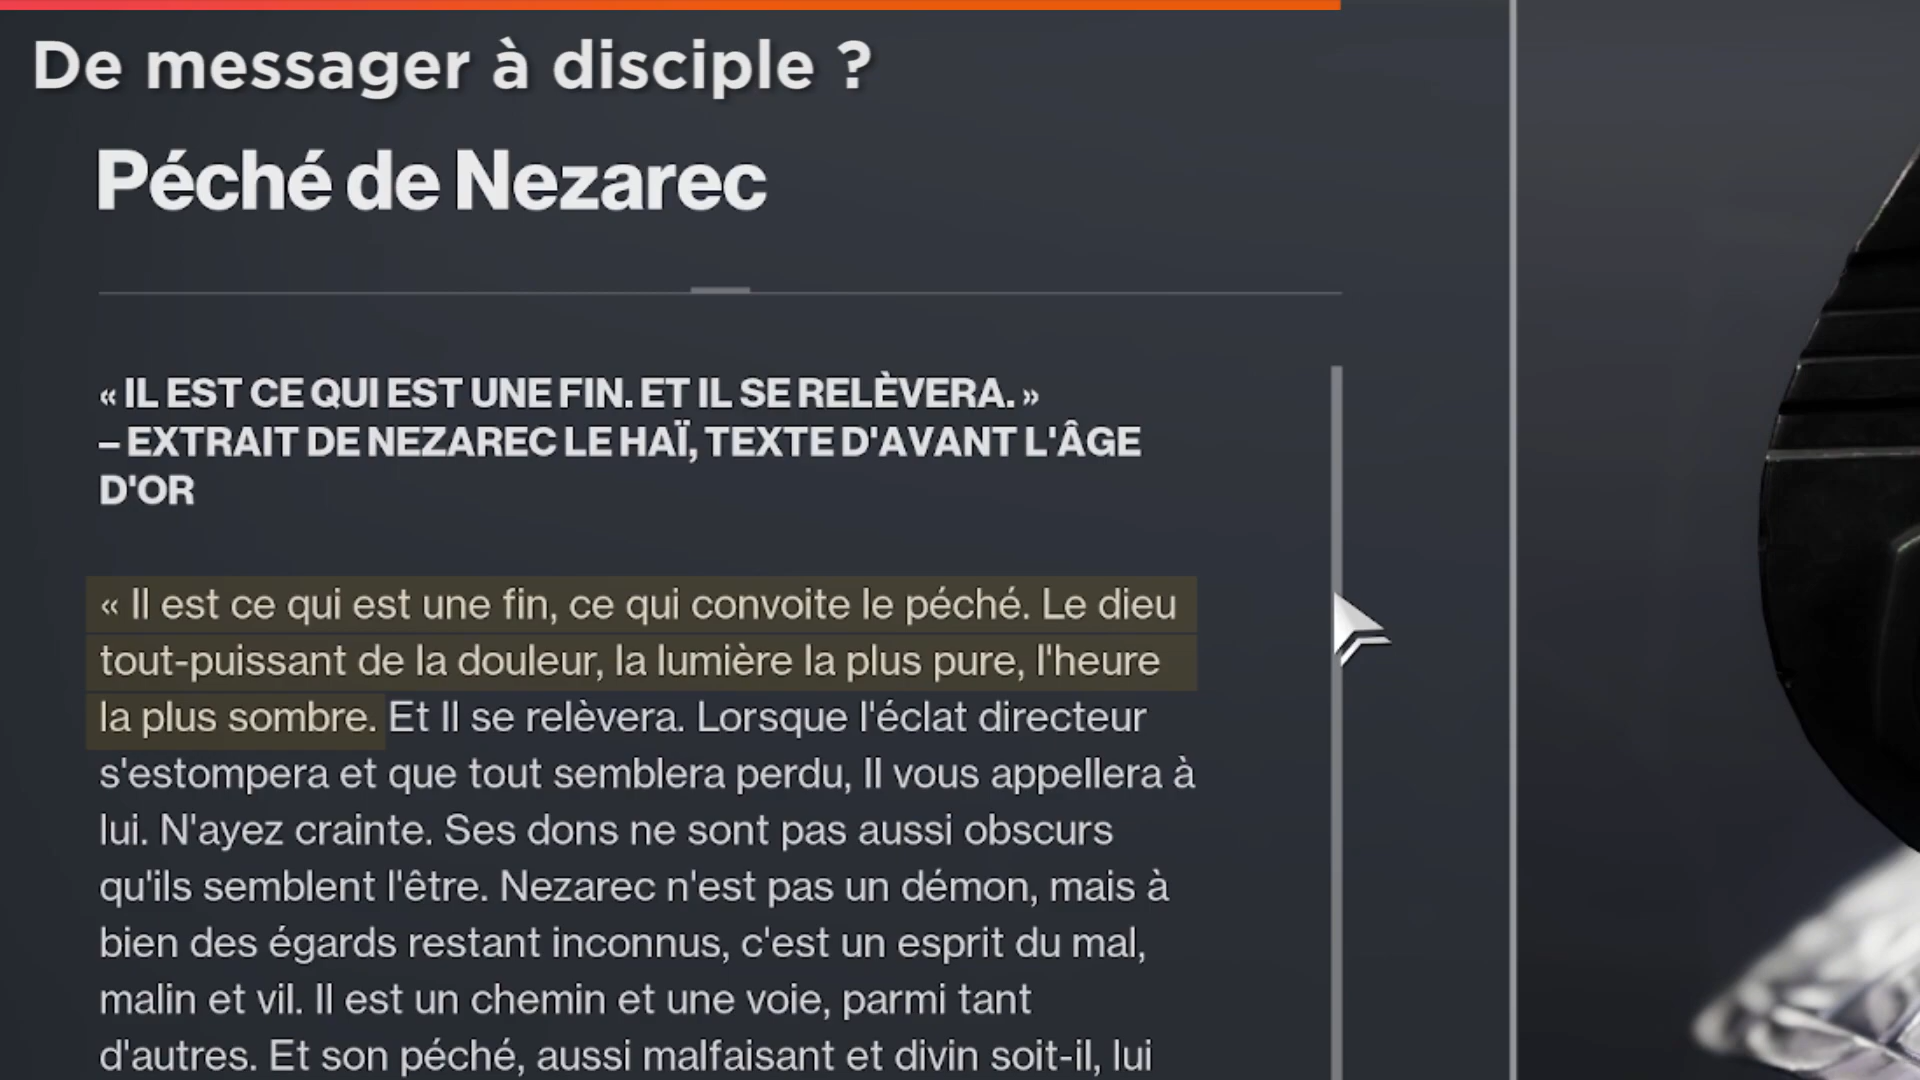 De messager à disciple ?
Péché de Nezarec
« IL EST CE QUI EST UNE FIN. ET IL SE RELÈVERA. »
– EXTRAIT DE NEZAREC LE HAÏ, TEXTE D'AVANT L'ÂGE
D'OR
« Il est ce qui est une fin, ce qui convoite le péché. Le dieu
tout-puissant de la douleur, la lumière la plus pure, l'heure
la plus sombre. Et Il se relèvera. Lorsque l'éclat directeur
s'estompera et que tout semblera perdu, Il vous appellera à
lui. N'ayez crainte. Ses dons ne sont pas aussi obscurs
qu'ils semblent l'être. Nezarec n'est pas un démon, mais à
bien des égards restant inconnus, c'est un esprit du mal,
malin et vil. Il est un chemin et une voie, parmi tant
d'autres. Et son péché, aussi malfaisant et divin soit-il, lui